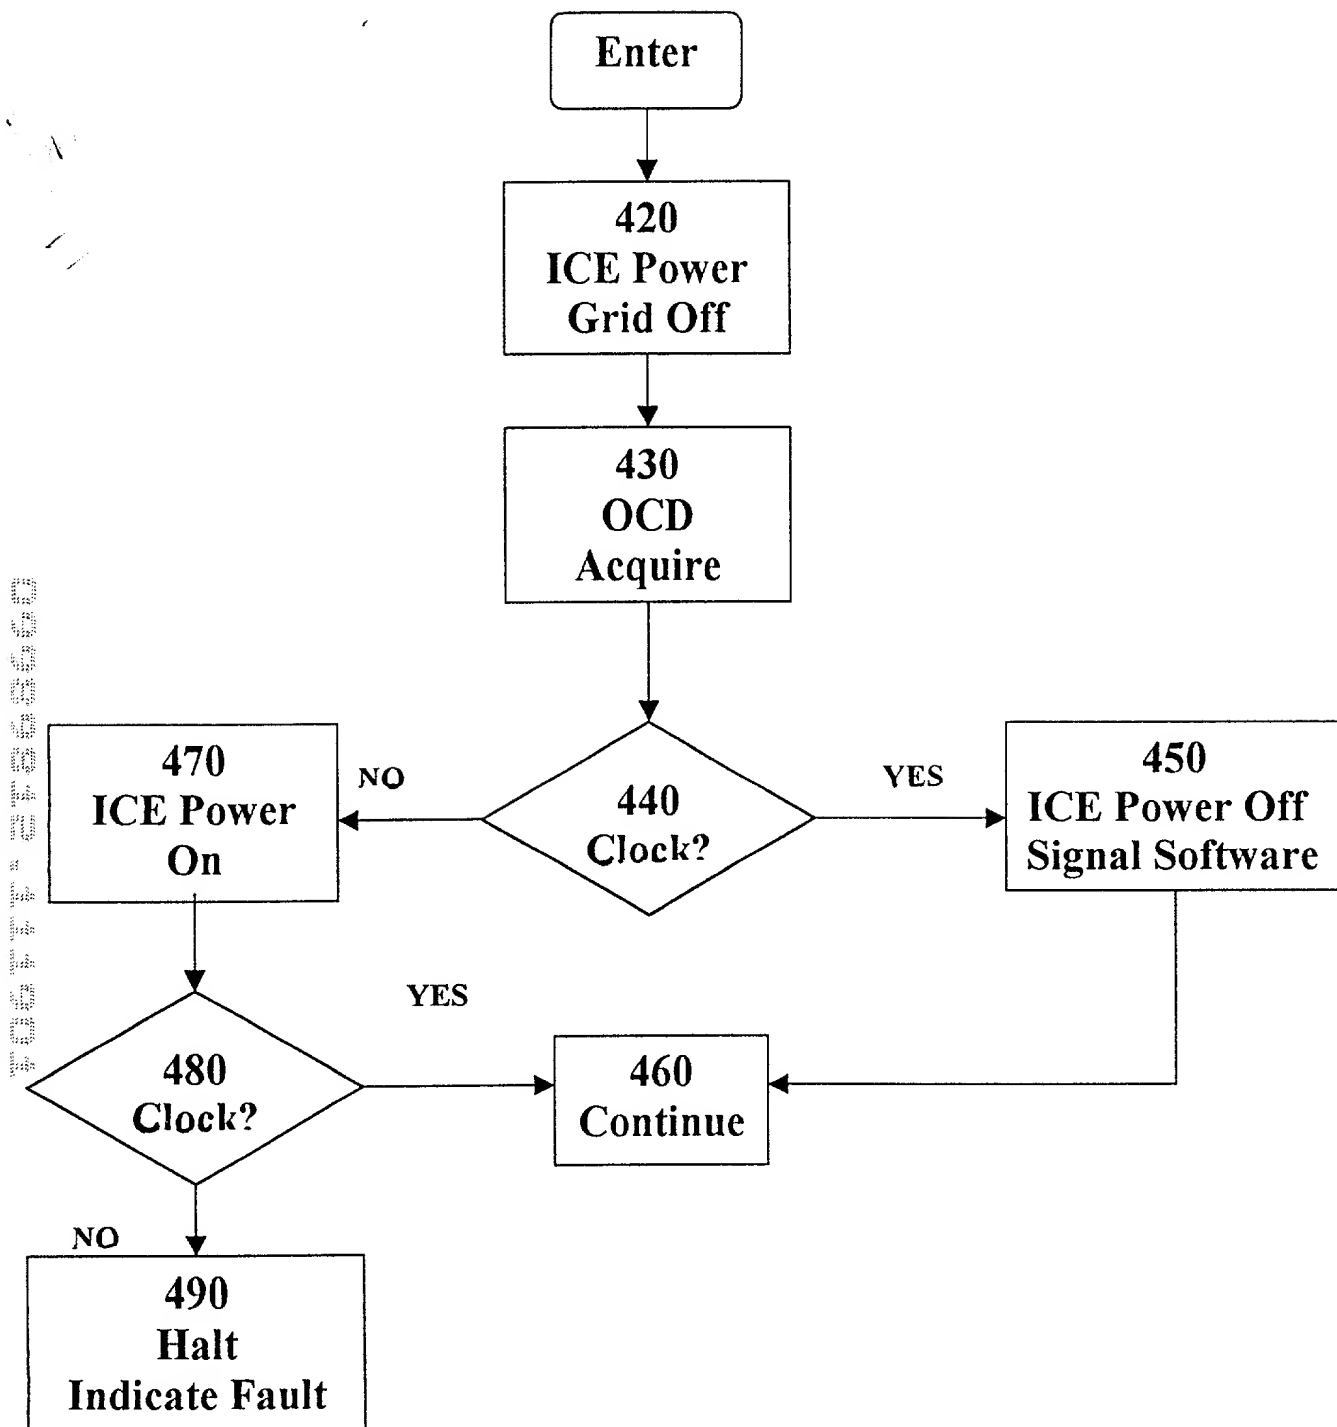 Enter
420
ICE Power
Grid Off
430
OCD
Acquire
440
Clock?
NO
YES
470
ICE Power
On
450
ICE Power Off
Signal Software
480
Clock?
YES
NO
460
Continue
490
Halt
Indicate Fault